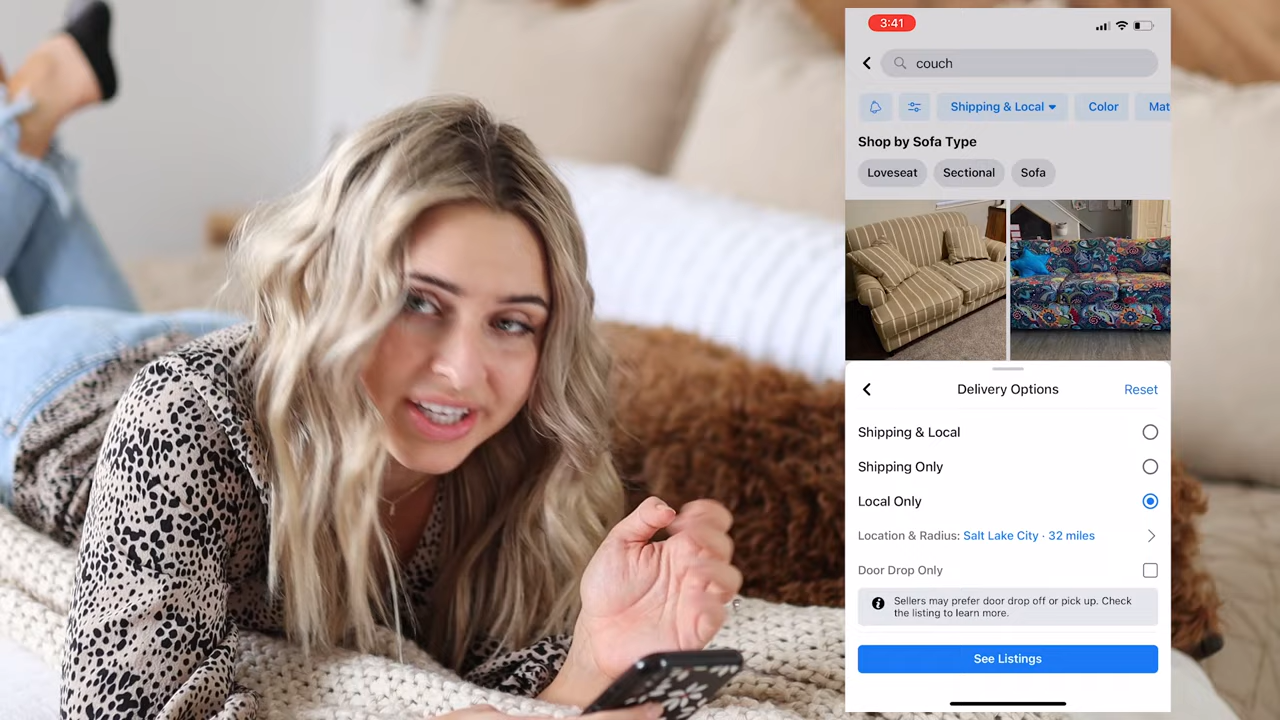 3:41
couch
Shipping & Local
Color
Mat
Shop by Sofa Type
Loveseat
Sectional
Sofa
Delivery Options
Reset
Shipping & Local
Shipping Only
Local Only
Location & Radius: Salt Lake City · 32 miles
Door Drop Only
Sellers may prefer door drop off or pick up. Check
the listing to learn more.
See Listings